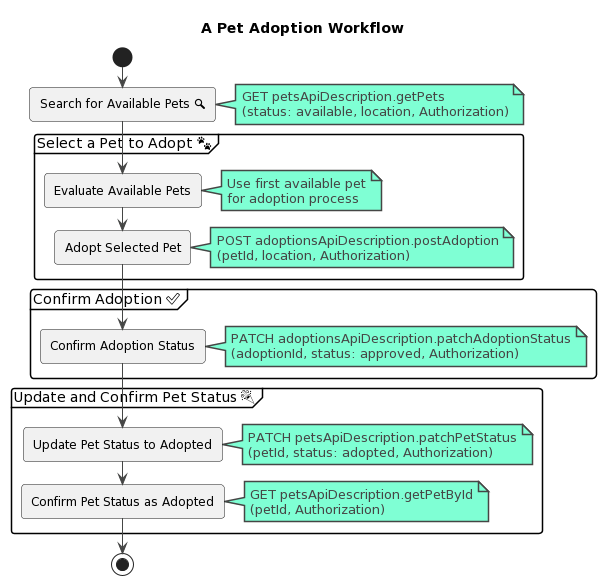 A Pet Adoption Workflow
Search for Available Pets 🔍
GET petsApiDescription.getPets
(status: available, location, Authorization)
Select a Pet to Adopt 🐾
Evaluate Available Pets
Use first available pet
for adoption process
Adopt Selected Pet
POST adoptionsApiDescription.postAdoption
(petId, location, Authorization)
Confirm Adoption ✅
Confirm Adoption Status
PATCH adoptionsApiDescription.patchAdoptionStatus
(adoptionId, status: approved, Authorization)
Update and Confirm Pet Status 🎉
Update Pet Status to Adopted
PATCH petsApiDescription.patchPetStatus
(petId, status: adopted, Authorization)
Confirm Pet Status as Adopted
GET petsApiDescription.getPetById
(petId, Authorization)